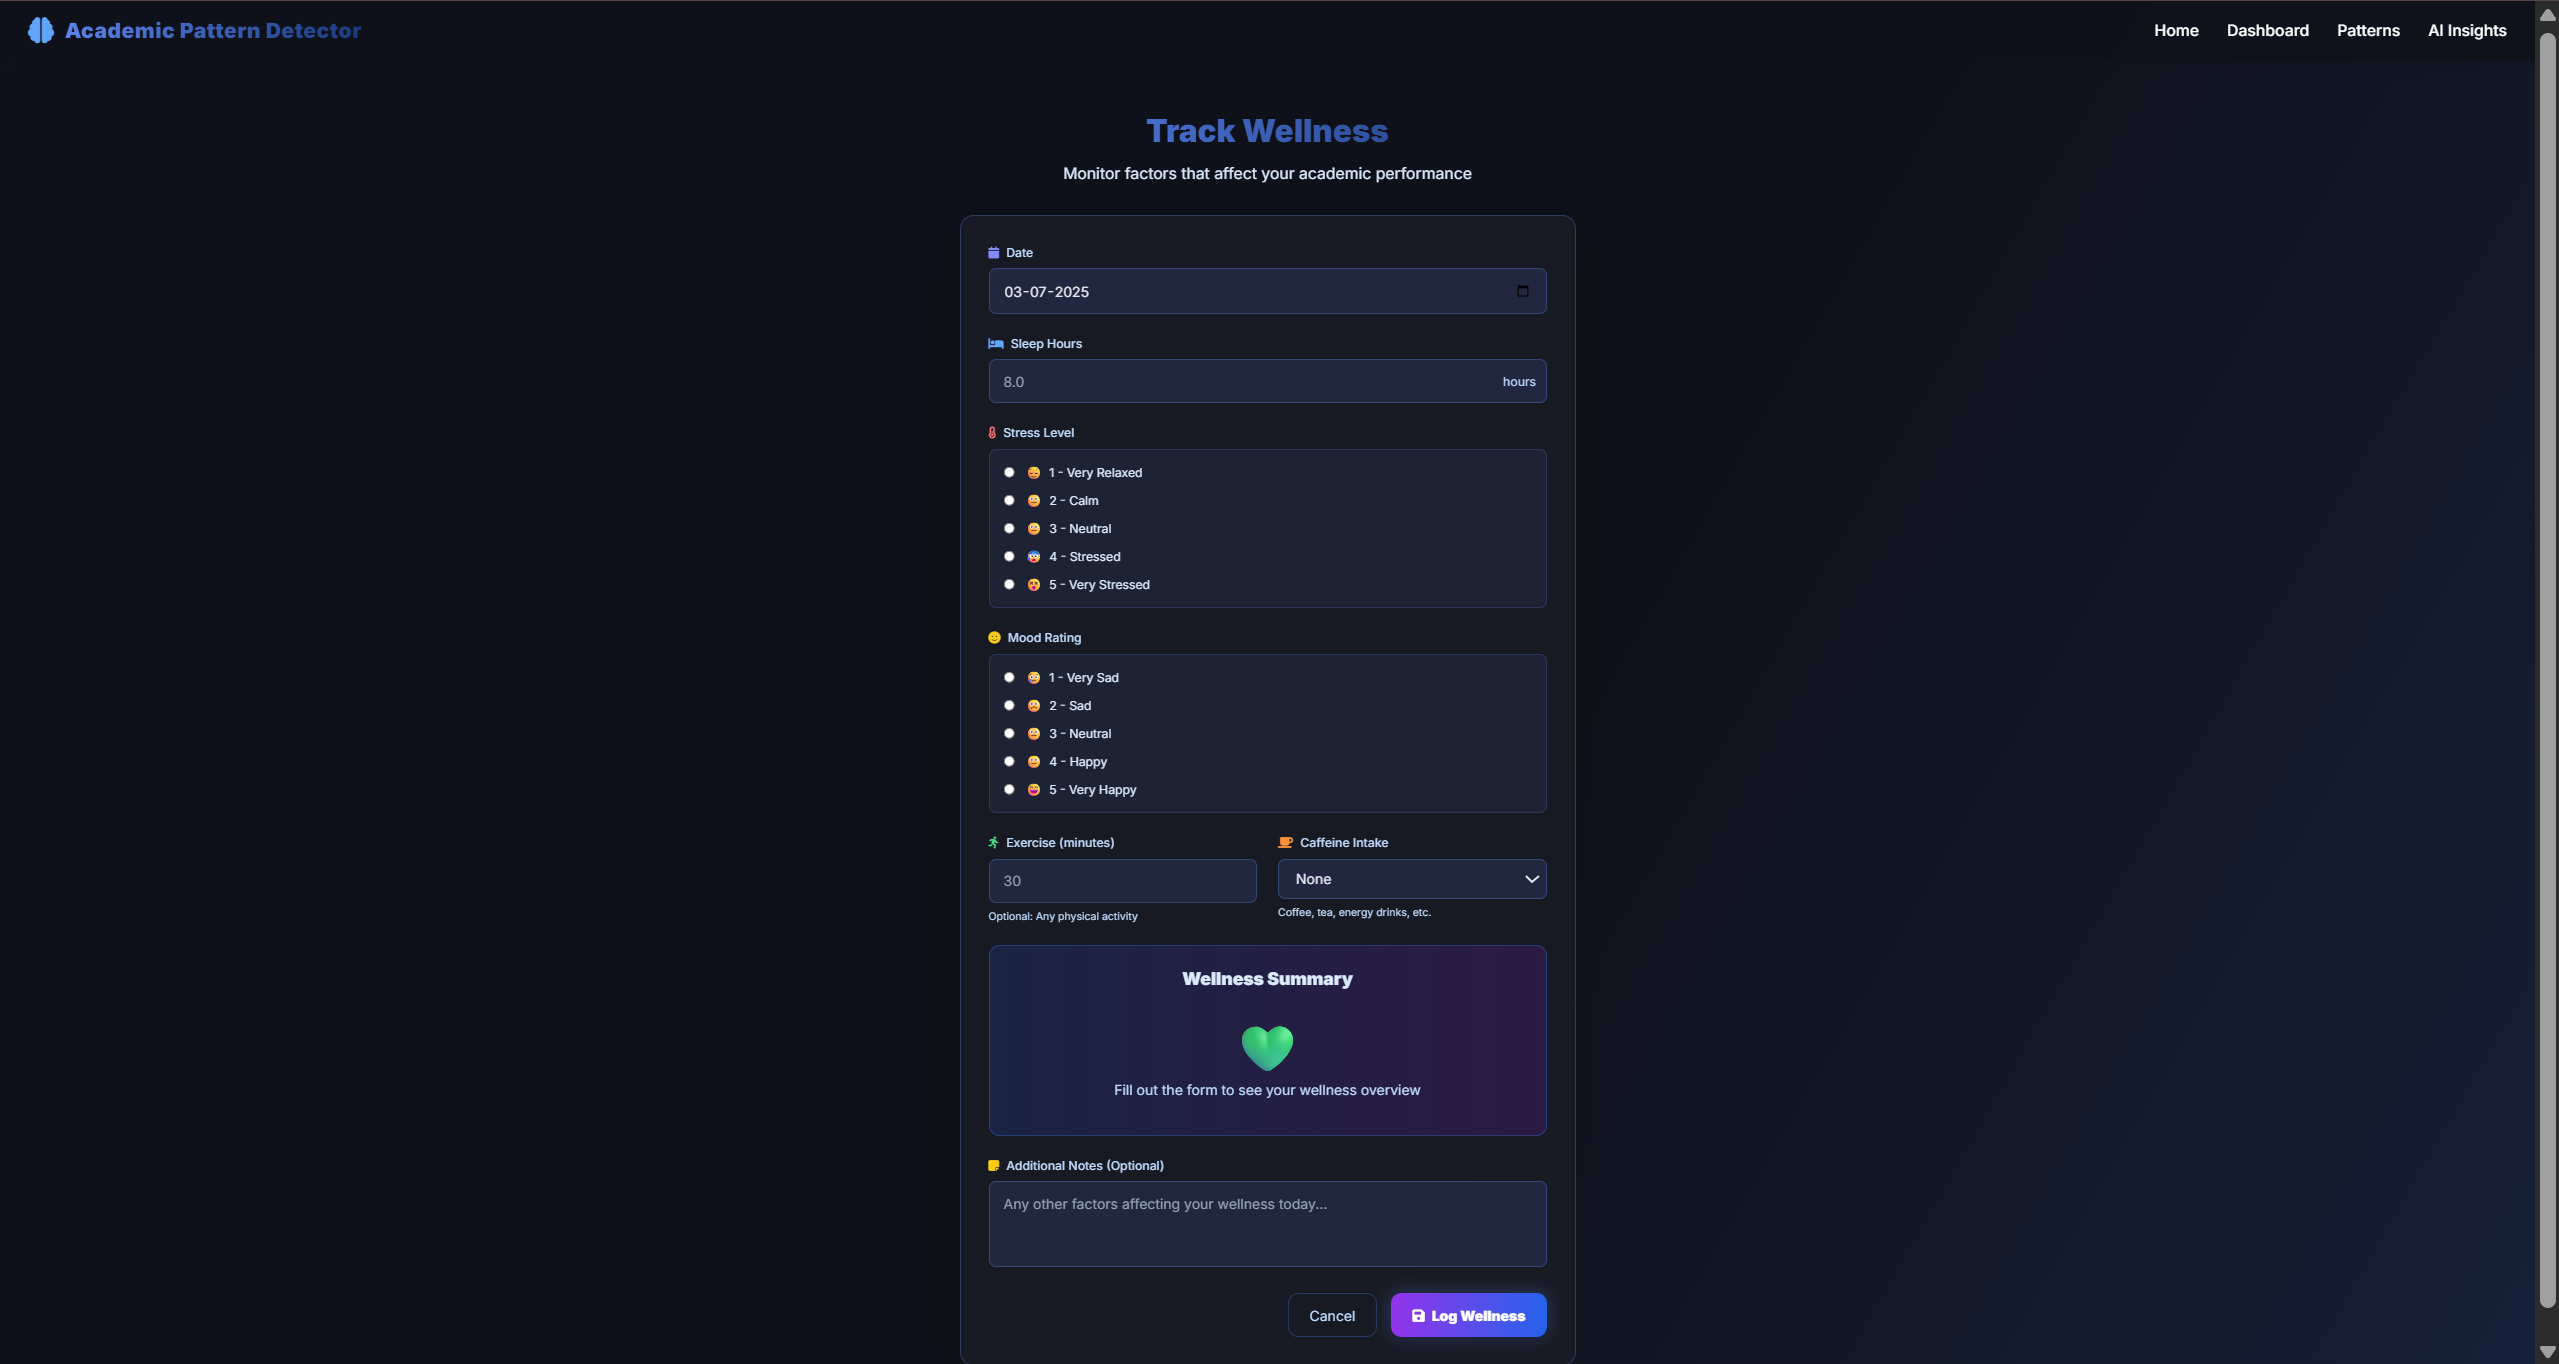 Academic Pattern Detector
Home Dashboard Patterns AI Insights
Track Wellness
Monitor factors that affect your academic performance
Date
03-07-2025
Sleep Hours
8.0 hours
Stress Level
1 - Very Relaxed
2 - Calm
3 - Neutral
4 - Stressed
5 - Very Stressed
Mood Rating
1 - Very Sad
2 - Sad
3 - Neutral
4 - Happy
5 - Very Happy
Exercise (minutes)
30
Optional: Any physical activity
Caffeine Intake
None
Coffee, tea, energy drinks, etc.
Wellness Summary
Fill out the form to see your wellness overview
Additional Notes (Optional)
Any other factors affecting your wellness today...
Cancel Log Wellness